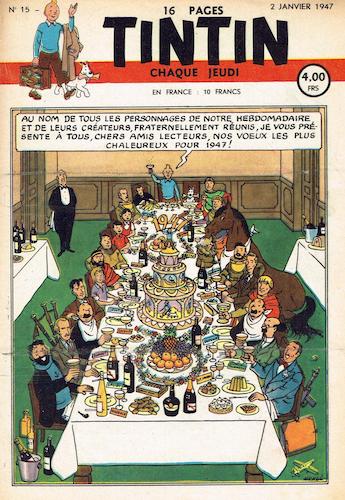 N° 15 -
16 PAGES
2 JANVIER 1947
TINTIN
CHAQUE JEUDI
EN FRANCE : 10 FRANCS
4,00
FRS
AU NOM DE TOUS LES PERSONNAGES DE NOTRE HEBDOMADAIRE
ET DE LEURS CRÉATEURS, FRATERNELLEMENT RÉUNIS, JE VOUS PRÉ-
SENTE À TOUS, CHERS AMIS LECTEURS, NOS VOEUX LES PLUS
CHALEUREUX POUR 1947!
1947
HERGÉ